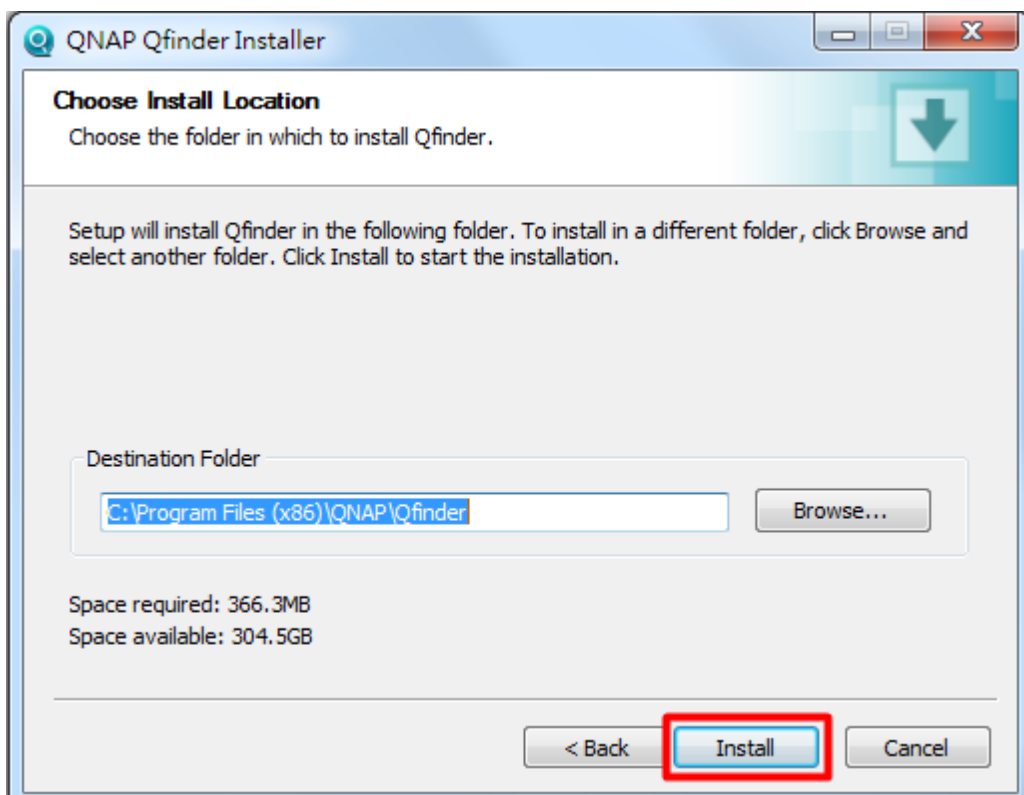 QNAP Qfinder Installer
Choose Install Location
Choose the folder in which to install Qfinder.
Setup will install Qfinder in the following folder. To install in a different folder, click Browse and
select another folder. Click Install to start the installation.
Destination Folder
C:\Program Files (x86)\QNAP\Qfinder
Browse...
Space required: 366.3MB
Space available: 304.5GB
< Back
Install
Cancel